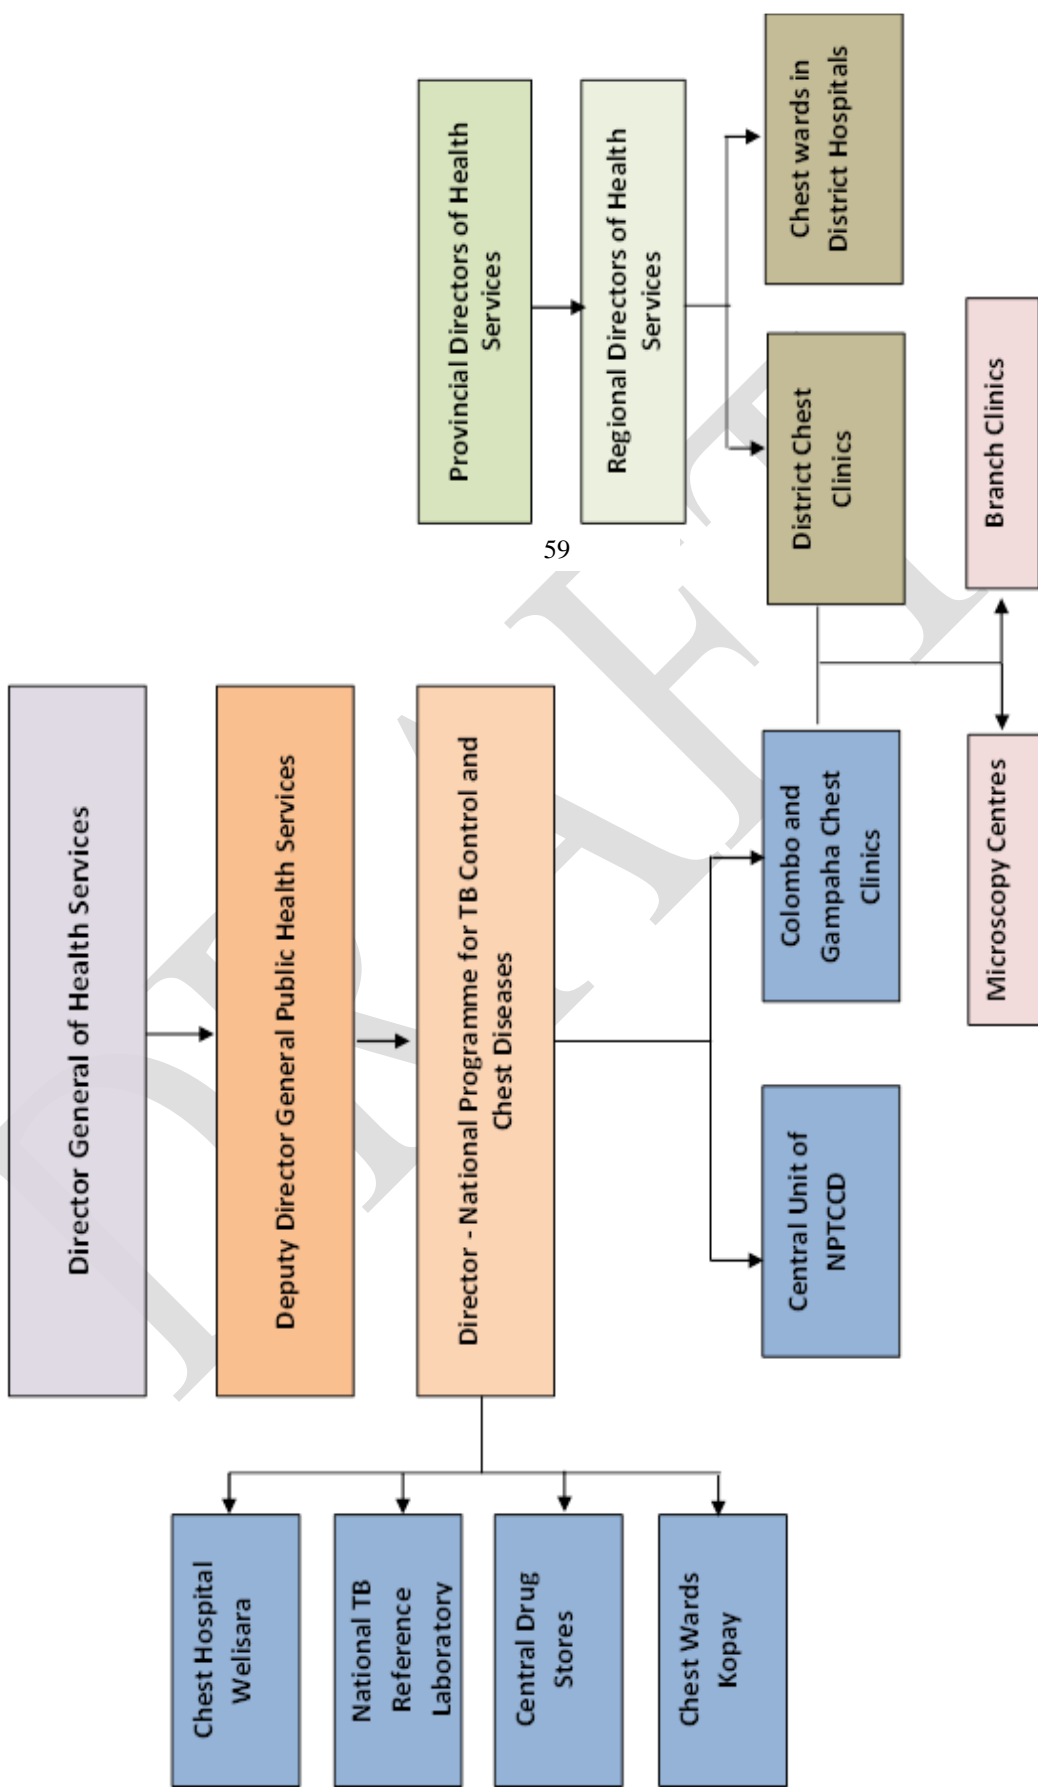 Director General of Health Services
Deputy Director General Public Health Services
Director - National Programme for TB Control and
Chest Diseases
Provincial Directors of Health
Services
Regional Directors of Health
Services
Chest Hospital
Welisara
National TB
Reference
Laboratory
Central Drug
Stores
Chest Wards
Kopay
Central Unit of
NPTCCD
Colombo and
Gampaha Chest
Clinics
District Chest
Clinics
Chest wards in
District Hospitals
Microscopy Centres
Branch Clinics
59
DRAFT